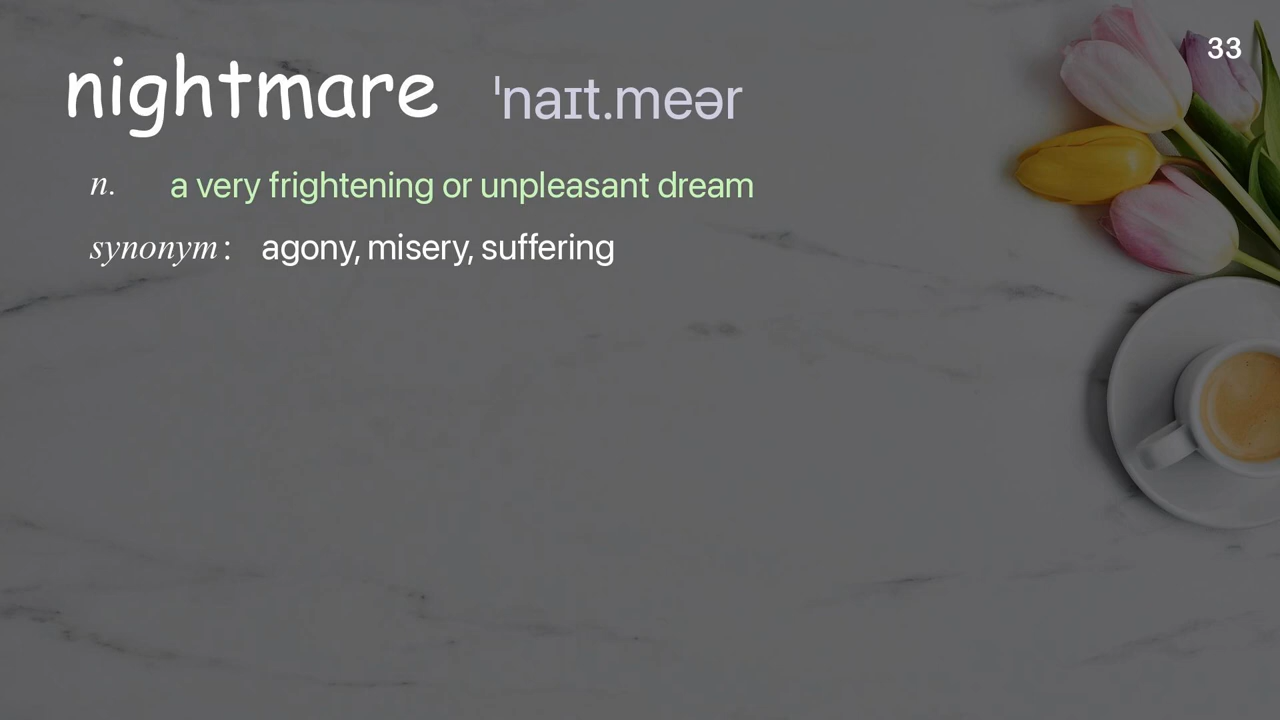 33
nightmare ˈnaɪt.meər
n. a very frightening or unpleasant dream
synonym: agony, misery, suffering